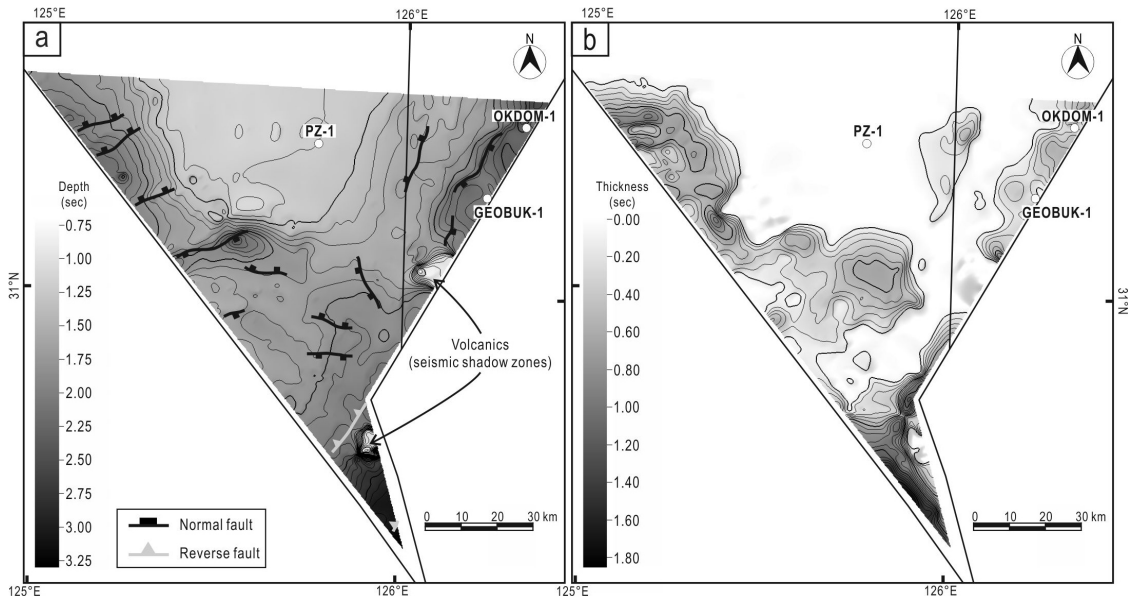 125°E
126°E
a
N
OKDOM-1
PZ-1
GEOBUK-1
Depth
(sec)
0.75
1.00
1.25
1.50
1.75
2.00
2.25
2.50
2.75
3.00
3.25
31°N
Volcanics
(seismic shadow zones)
Normal fault
Reverse fault
0 10 20 30 km
125°E
126°E
125°E
126°E
b
N
OKDOM-1
PZ-1
GEOBUK-1
Thickness
(sec)
0.00
0.20
0.40
0.60
0.80
1.00
1.20
1.40
1.60
1.80
31°N
0 10 20 30 km
125°E
126°E